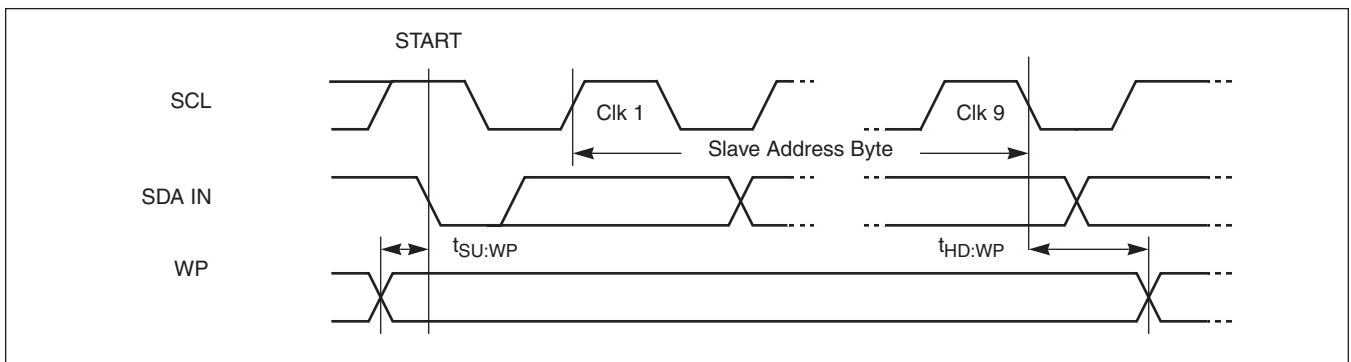 START
SCL
Clk 1
Clk 9
Slave Address Byte
SDA IN
tSU:WP
tHD:WP
WP